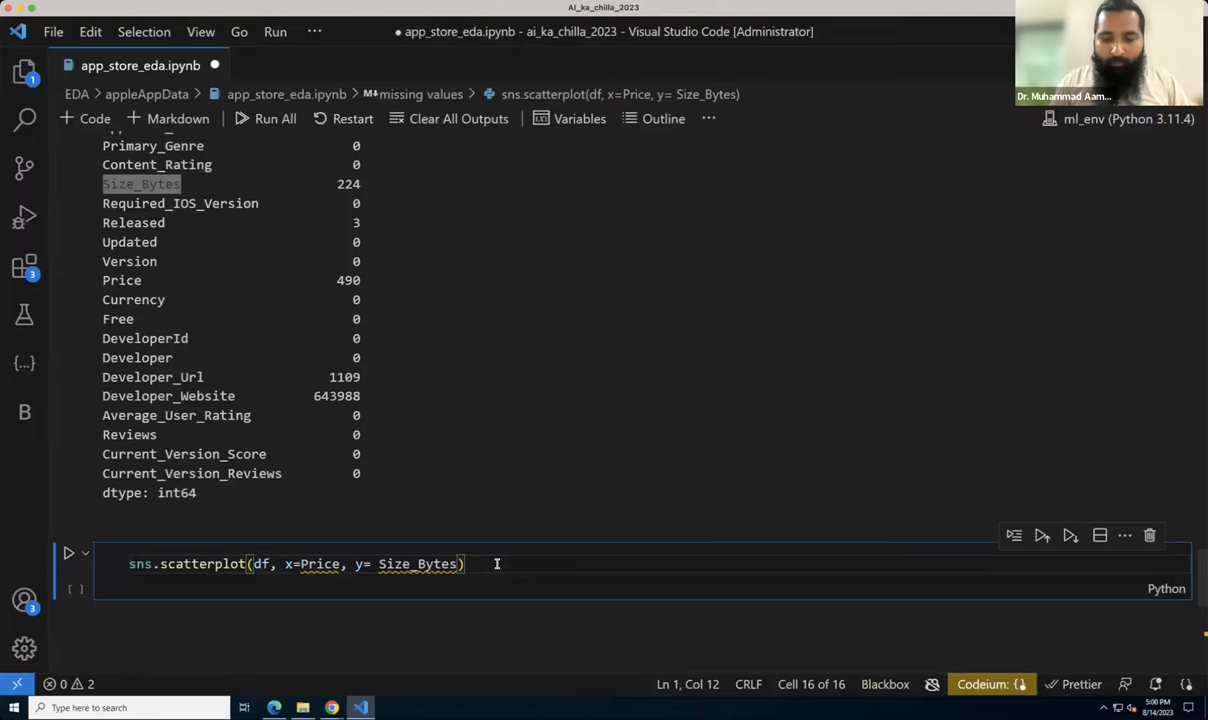 AI_ka_chilla_2023
File Edit Selection View Go Run ···
● app_store_eda.ipynb - ai_ka_chilla_2023 - Visual Studio Code [Administrator]
Dr. Muhammad Aam...
app_store_eda.ipynb
EDA > appleAppData > app_store_eda.ipynb > M↓missing values > sns.scatterplot(df, x=Price, y= Size_Bytes)
+ Code + Markdown Run All Restart Clear All Outputs Variables Outline ··· ml_env (Python 3.11.4)
Primary_Genre 0
Content_Rating 0
Size_Bytes 224
Required_IOS_Version 0
Released 3
Updated 0
Version 0
Price 490
Currency 0
Free 0
DeveloperId 0
Developer 0
Developer_Url 1109
Developer_Website 643988
Average_User_Rating 0
Reviews 0
Current_Version_Score 0
Current_Version_Reviews 0
dtype: int64
sns.scatterplot(df, x=Price, y= Size_Bytes)
[ ] Python
1
3
{...}
B
3
0 2 Ln 1, Col 12 CRLF Cell 16 of 16 Blackbox Codeium: {} Prettier
Type here to search
5:00 PM
8/14/2023